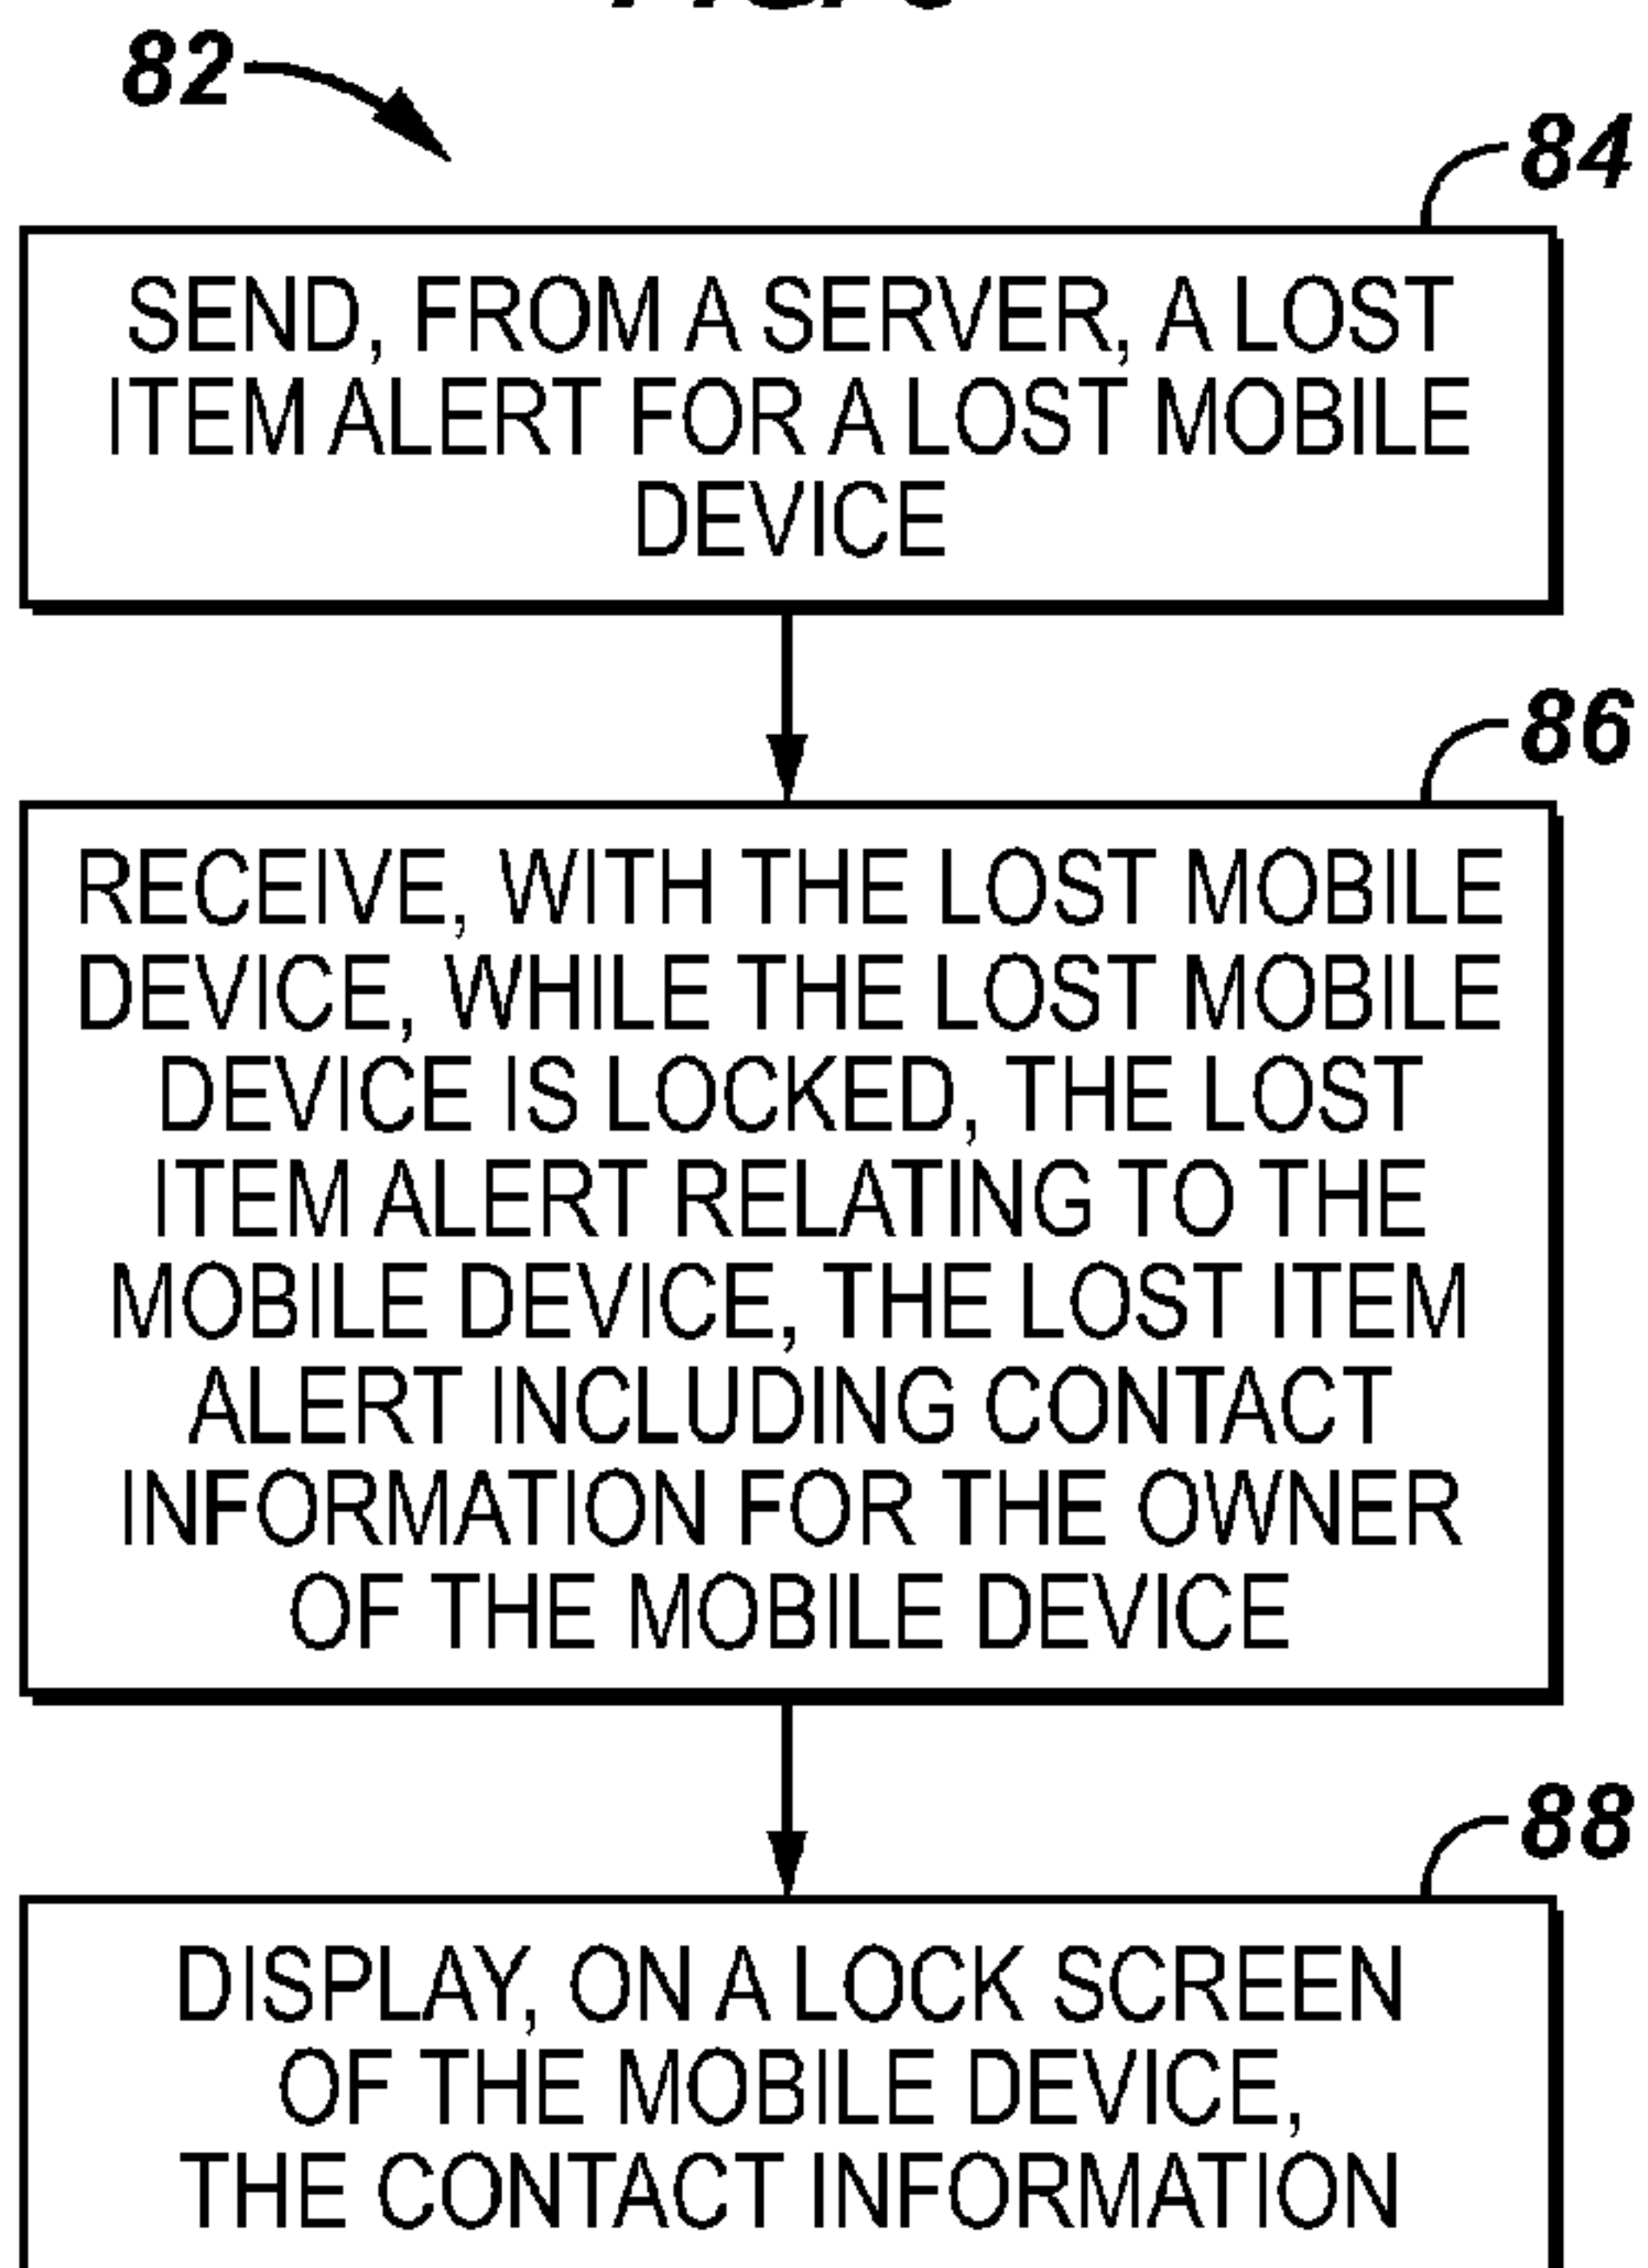 82
84
SEND, FROM A SERVER, A LOST
ITEM ALERT FOR A LOST MOBILE
DEVICE
86
RECEIVE, WITH THE LOST MOBILE
DEVICE, WHILE THE LOST MOBILE
DEVICE IS LOCKED, THE LOST
ITEM ALERT RELATING TO THE
MOBILE DEVICE, THE LOST ITEM
ALERT INCLUDING CONTACT
INFORMATION FOR THE OWNER
OF THE MOBILE DEVICE
88
DISPLAY, ON A LOCK SCREEN
OF THE MOBILE DEVICE,
THE CONTACT INFORMATION